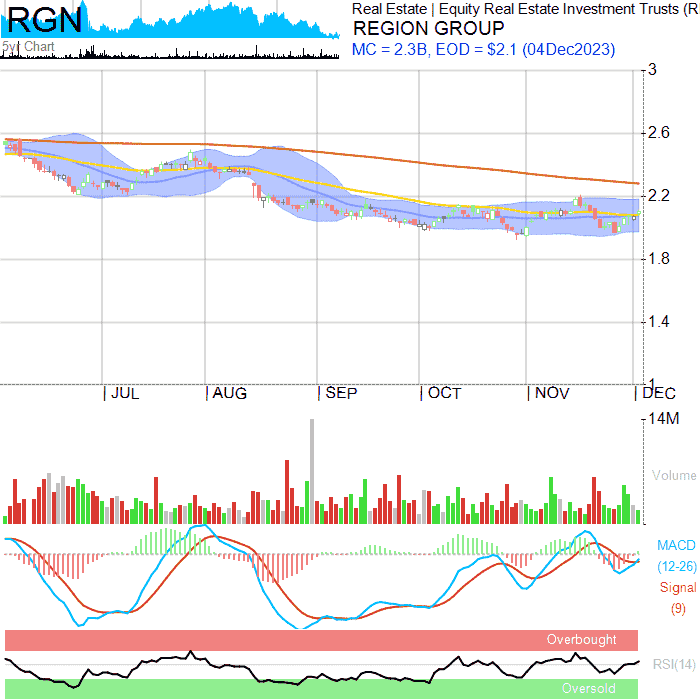 RGN
5yr Chart
Real Estate | Equity Real Estate Investment Trusts (R
REGION GROUP
MC = 2.3B, EOD = $2.1 (04Dec2023)
3
2.6
2.2
1.8
1.4
1
| JUL | AUG | SEP | OCT | NOV | DEC
14M
Volume
MACD
(12-26)
Signal
(9)
Overbought
RSI(14)
Oversold